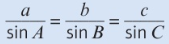 a/sin A = b/sin B = c/sin C